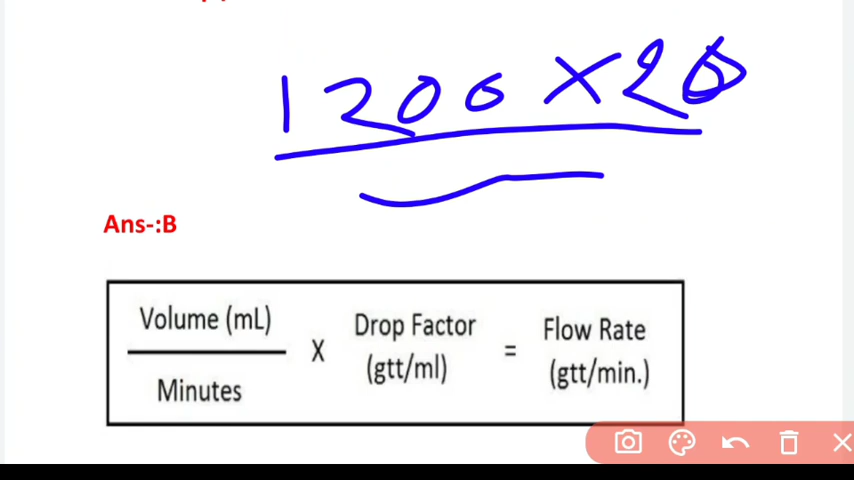 1200 X 20
Ans-:B
Volume (mL)
Minutes
X
Drop Factor
(gtt/ml)
=
Flow Rate
(gtt/min.)